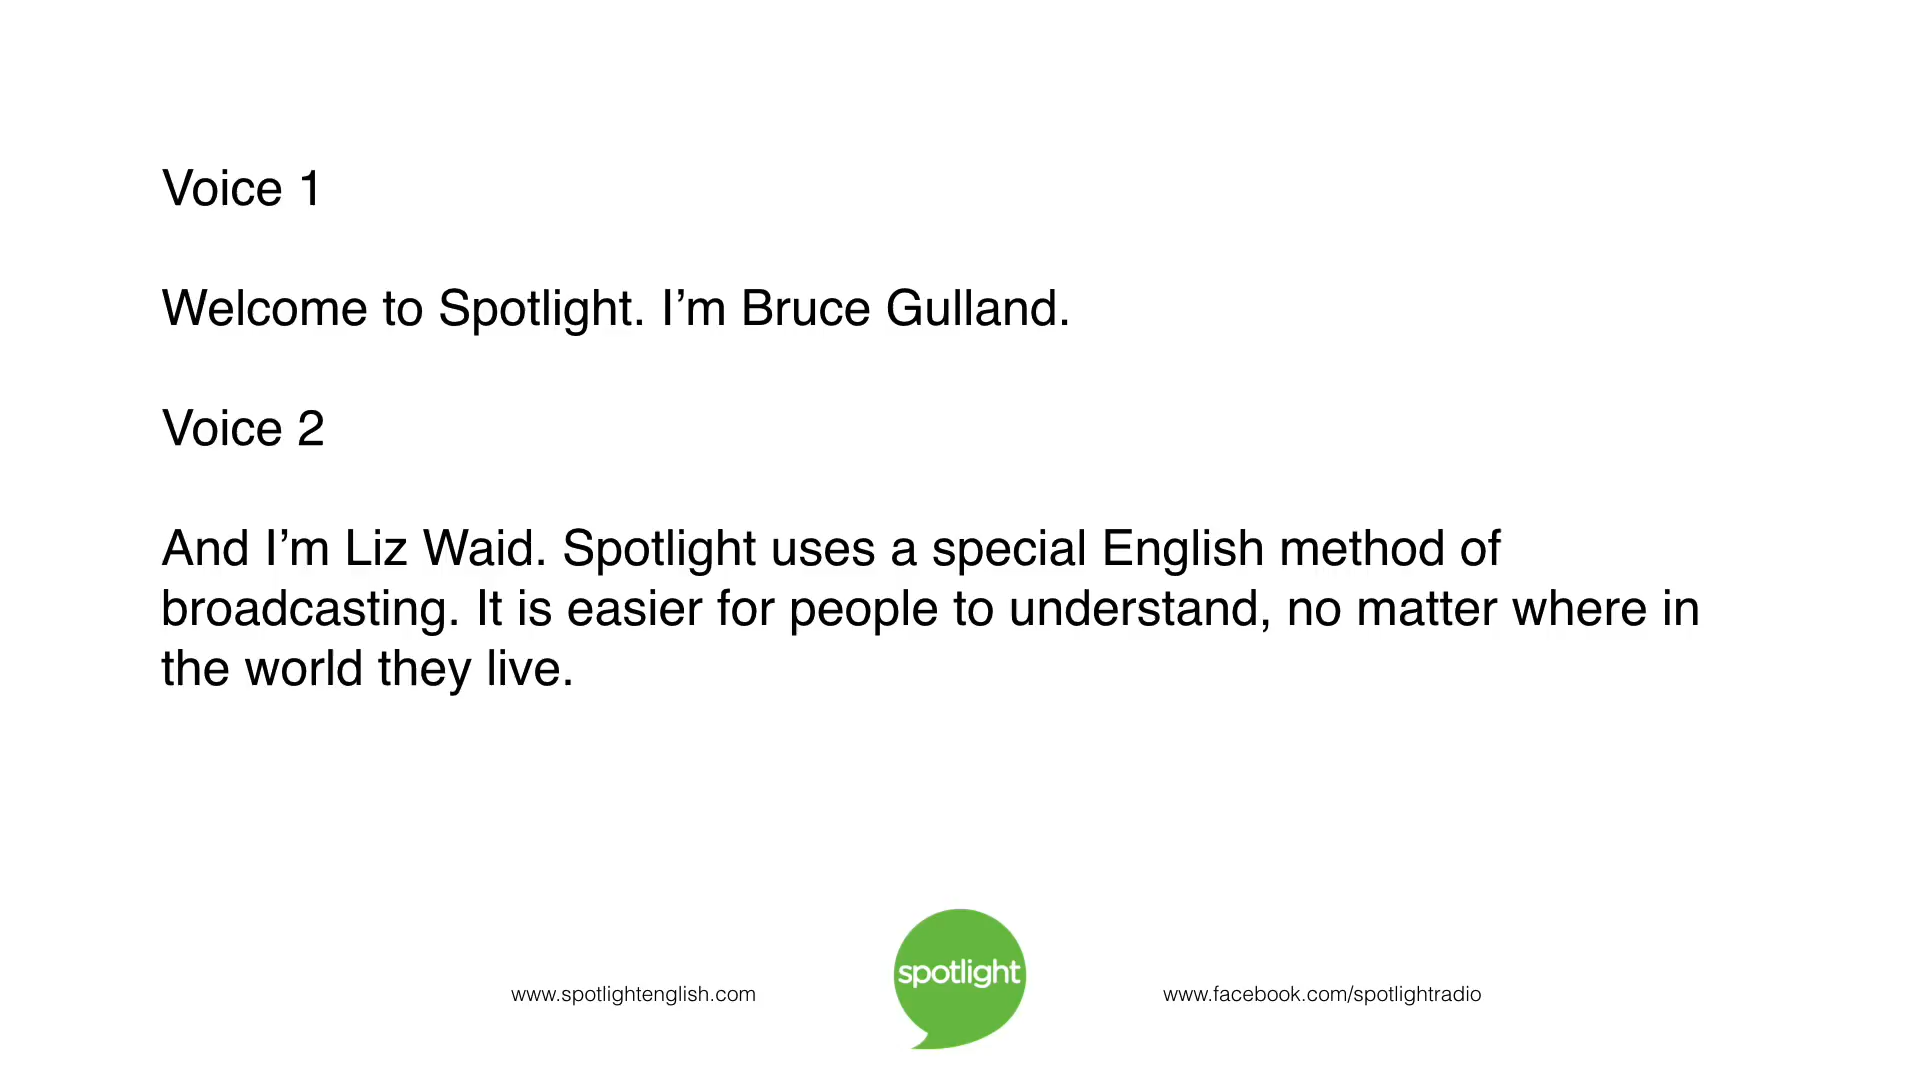 Voice 1
Welcome to Spotlight. I’m Bruce Gulland.
Voice 2
And I’m Liz Waid. Spotlight uses a special English method of
broadcasting. It is easier for people to understand, no matter where in
the world they live.
www.spotlightenglish.com
spotlight
www.facebook.com/spotlightradio